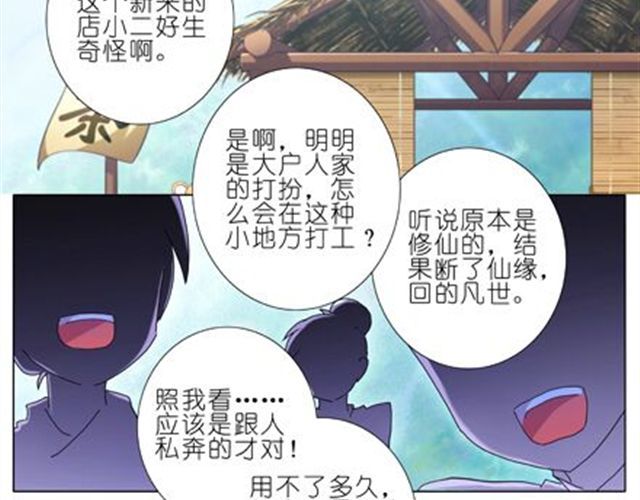 这个新来的
店小二好生
奇怪啊。
茶
是啊，明明
是大户人家
的打扮，怎
么会在这种
小地方打工？
听说原本是
修仙的，结
果断了仙缘，
回的凡世。
照我看……
应该是跟人
私奔的才对！
用不了多久，